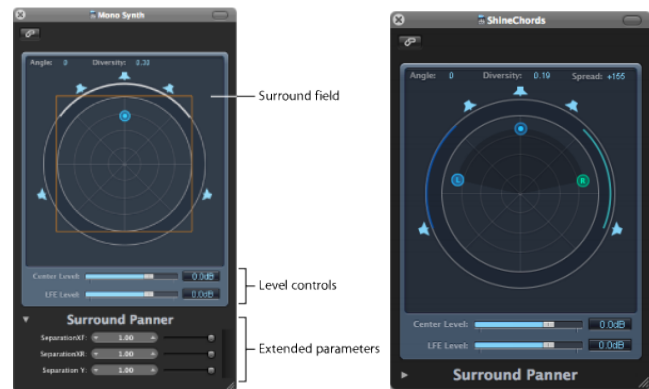 Mono Synth
Angle: 0 Diversity: 0.30
Surround field
Center Level: 0.0dB
LFE Level: 0.0dB
Level controls
Surround Panner
SeparationXF: 1.00
SeparationXR: 1.00
Separation Y: 1.00
Extended parameters
ShineChords
Angle: 0 Diversity: 0.19 Spread: +166
L
R
Center Level: 0.0dB
LFE Level: 0.0dB
Surround Panner